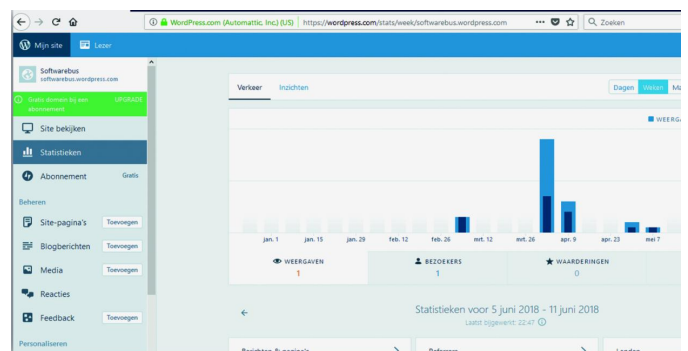 WordPress.com (Automattic, Inc.) (US) https://wordpress.com/stats/week/softwarebus.wordpress.com Zoeken
Mijn site Lezer
Softwarebus
softwarebus.wordpress.com
Gratis domein bij een abonnement UPGRADE
Site bekijken
Statistieken
Abonnement Gratis
Beheren
Site-pagina's Toevoegen
Blogberichten Toevoegen
Media Toevoegen
Reacties
Feedback Toevoegen
Personaliseren
Verkeer Inzichten Dagen Weken
jan. 1 jan. 15 jan. 29 feb. 12 feb. 26 mrt. 12 mrt. 26 apr. 9 apr. 23 mei 7
WEERGAVEN BEZOEKERS WAARDERINGEN
1 1 0
Statistieken voor 5 juni 2018 - 11 juni 2018
Laatst bijgewerkt: 22:47